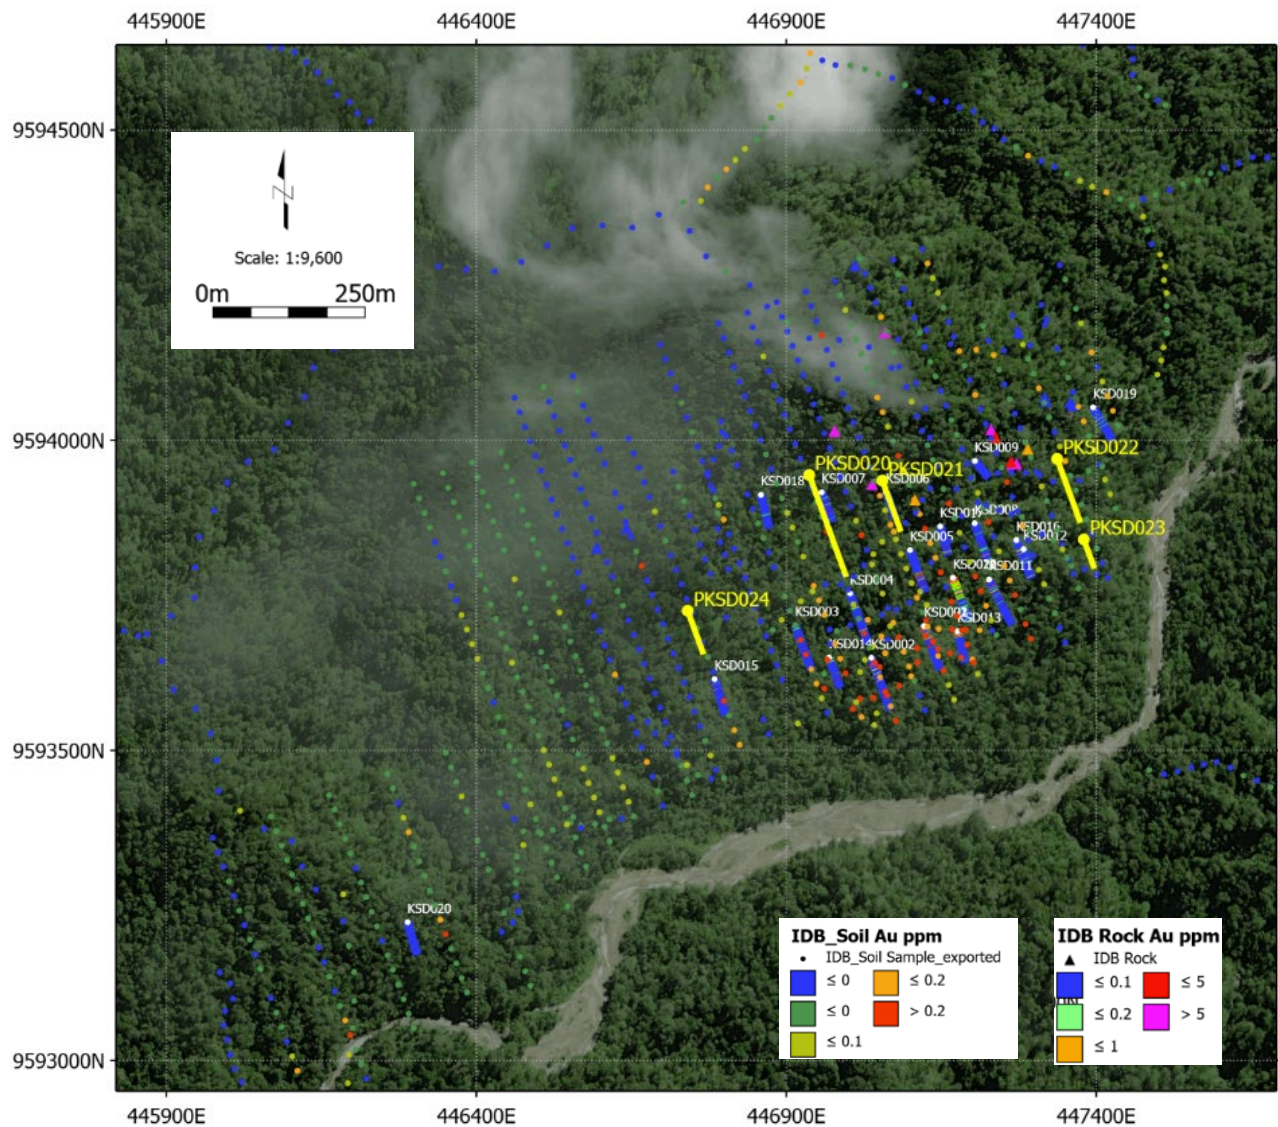 445900E 446400E 446900E 447400E
9594500N
Z
Scale: 1:9,600
0m 250m
KSD019
9594000N
PKSD022
KSD009
PKSD020 PKSD021
KSD018 KSD007 KSD006
KSD016
KSD012
PKSD023
KSD005
KSD011
KSD004
PKSD024
KSD003
KSD013
KSD014 KSD002
KSD015
9593500N
KSD020
IDB_Soil Au ppm
IDB_Soil Sample_exported
≤ 0 ≤ 0.2
≤ 0 > 0.2
≤ 0.1
IDB Rock Au ppm
IDB Rock
≤ 0.1 ≤ 5
≤ 0.2 > 5
≤ 1
9593000N
445900E 446400E 446900E 447400E